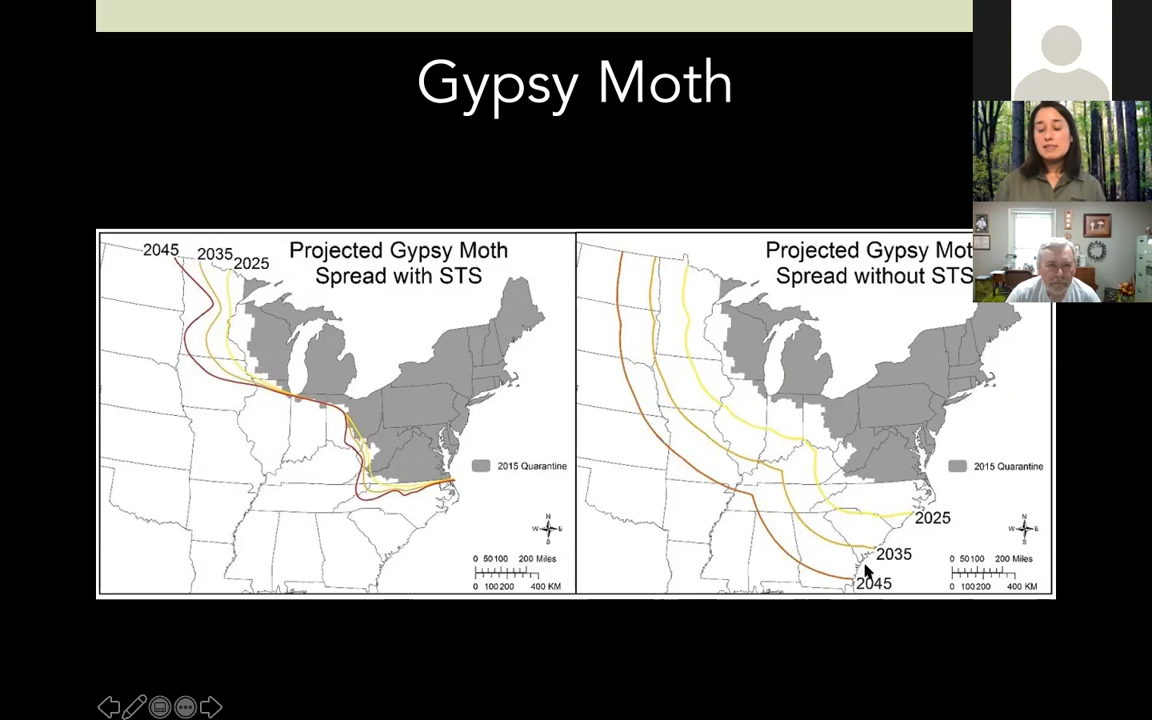 Gypsy Moth
2045
2035
2025
Projected Gypsy Moth
Spread with STS
2015 Quarantine
N
W
E
S
0 50 100 200 Miles
0 100 200 400 KM
Projected Gypsy Mot
Spread without STS
2015 Quarantine
2025
2035
2045
N
W
E
S
0 50 100 200 Miles
0 100 200 400 KM